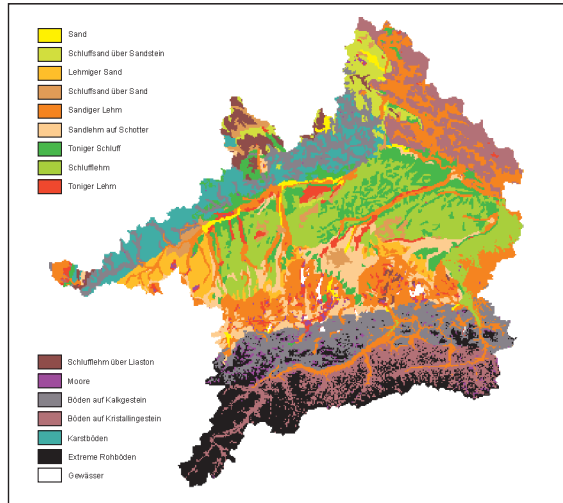 Sand
Schluffsand über Sandstein
Lehmiger Sand
Schluffsand über Sand
Sandiger Lehm
Sandlehm auf Schotter
Toniger Schluff
Schlufflehm
Toniger Lehm
Schlufflehm über Liaston
Moore
Böden auf Kalkgestein
Böden auf Kristallingestein
Karstböden
Extreme Rohböden
Gewässer